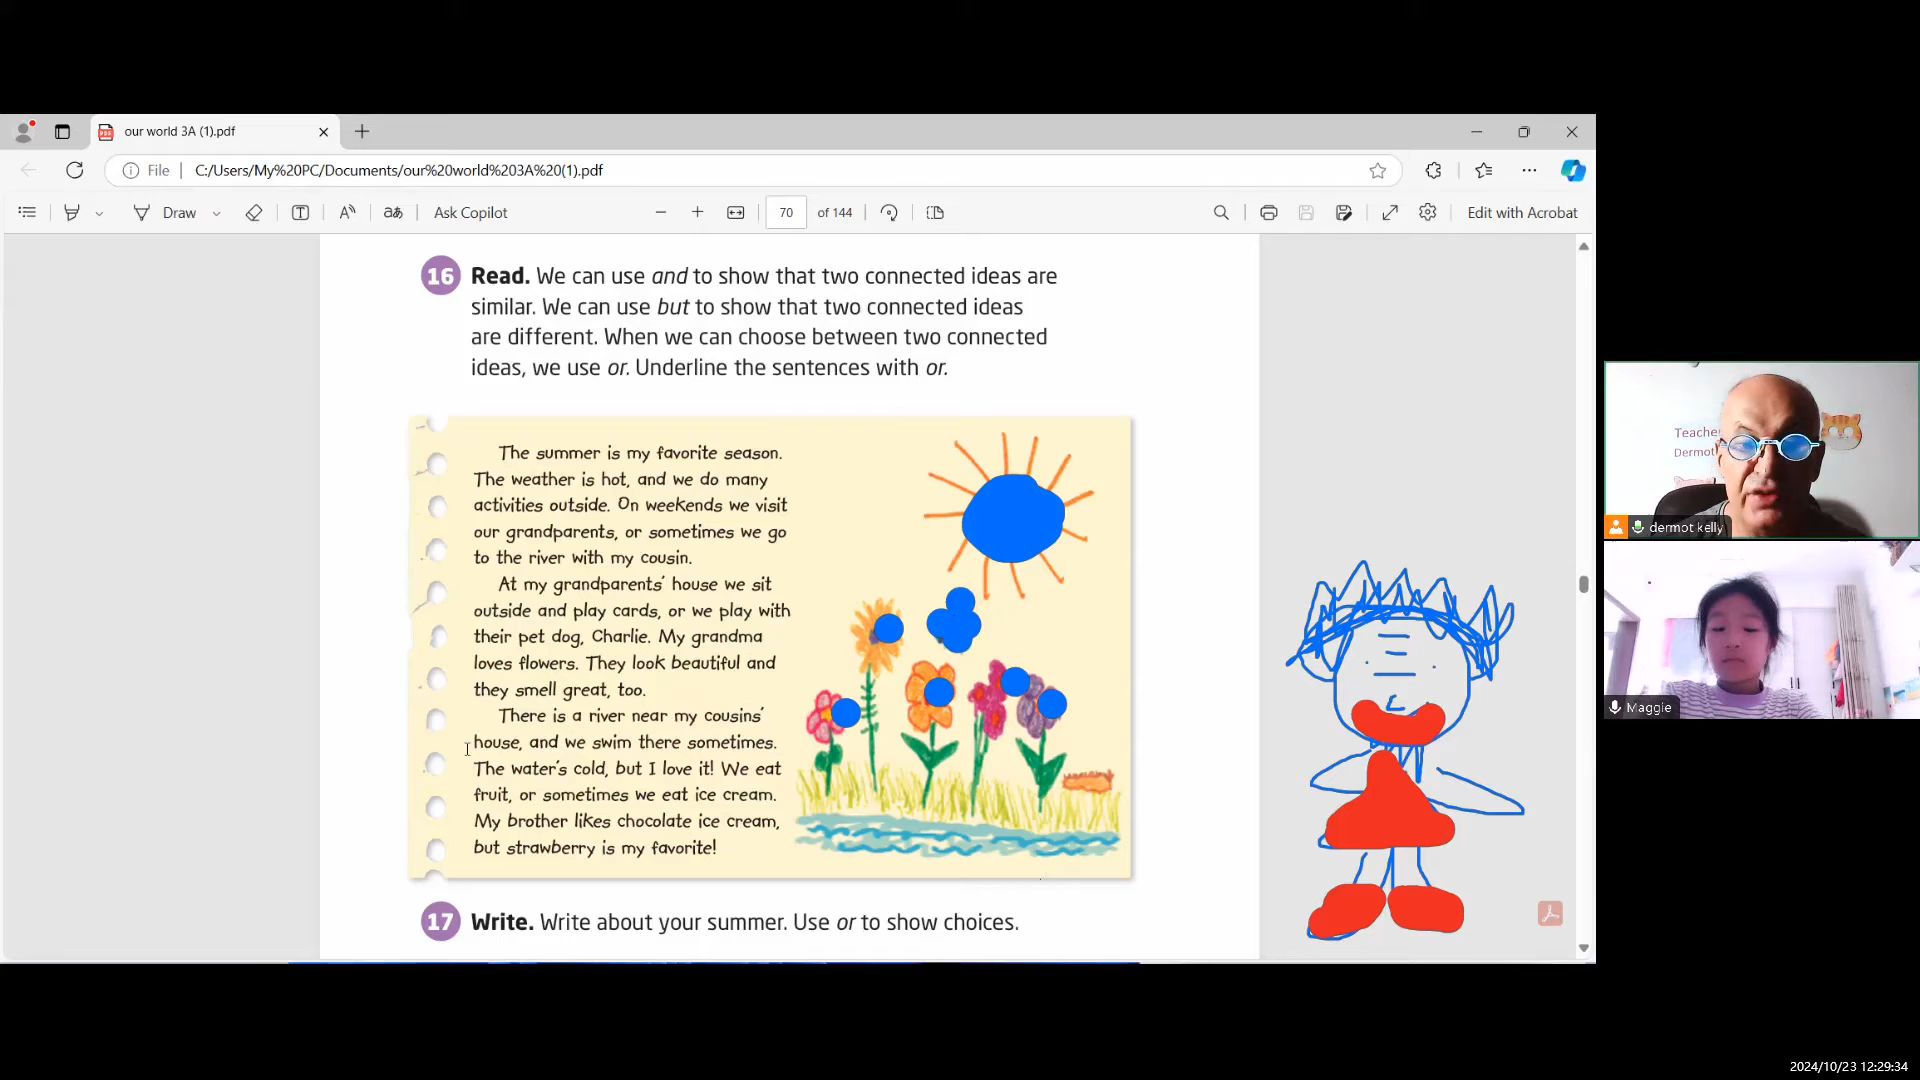 our world 3A (1).pdf
File
C:/Users/My%20PC/Documents/our%20world%203A%20(1).pdf
Draw
Ask Copilot
70 of 144
Edit with Acrobat
16 Read. We can use and to show that two connected ideas are
similar. We can use but to show that two connected ideas
are different. When we can choose between two connected
ideas, we use or. Underline the sentences with or.
The summer is my favorite season.
The weather is hot, and we do many
activities outside. On weekends we visit
our grandparents, or sometimes we go
to the river with my cousin.
At my grandparents' house we sit
outside and play cards, or we play with
their pet dog, Charlie. My grandma
loves flowers. They look beautiful and
they smell great, too.
There is a river near my cousins'
house, and we swim there sometimes.
The water's cold, but I love it! We eat
fruit, or sometimes we eat ice cream.
My brother likes chocolate ice cream,
but strawberry is my favorite!
17 Write. Write about your summer. Use or to show choices.
Teacher
Dermot
dermot kelly
Maggie
2024/10/23 12:29:34